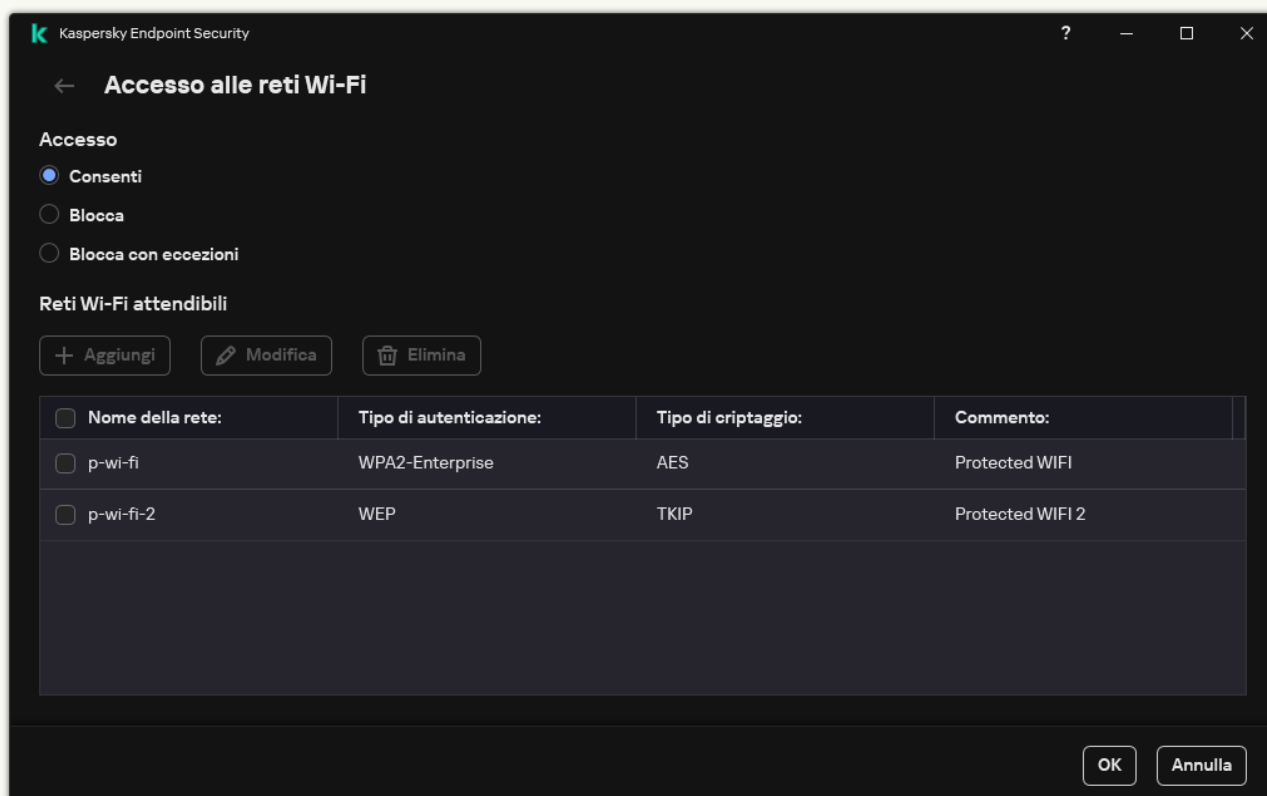 Kaspersky Endpoint Security ?
Accesso alle reti Wi-Fi
Accesso
Consenti
Blocca
Blocca con eccezioni
Reti Wi-Fi attendibili
Aggiungi Modifica Elimina
Nome della rete: Tipo di autenticazione: Tipo di criptaggio: Commento:
p-wi-fi WPA2-Enterprise AES Protected WIFI
p-wi-fi-2 WEP TKIP Protected WIFI 2
OK Annulla